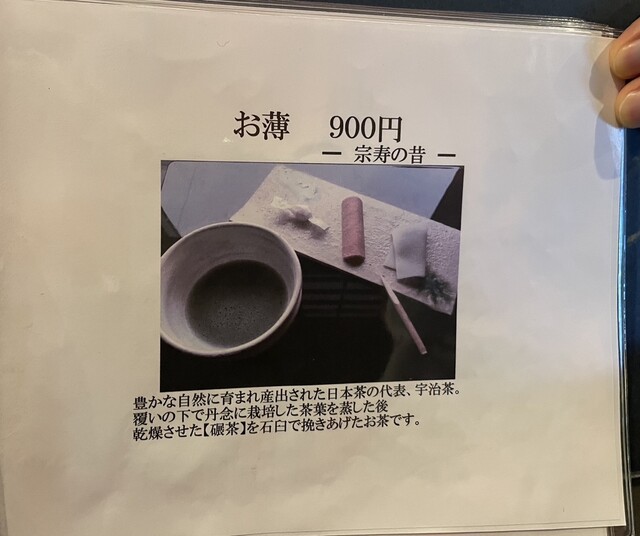 お薄 900円
ー 宗寿の昔 ー
豊かな自然に育まれ産出された日本茶の代表、宇治茶。
覆いの下で丹念に栽培した茶葉を蒸した後
乾燥させた【碾茶】を石臼で挽きあげたお茶です。